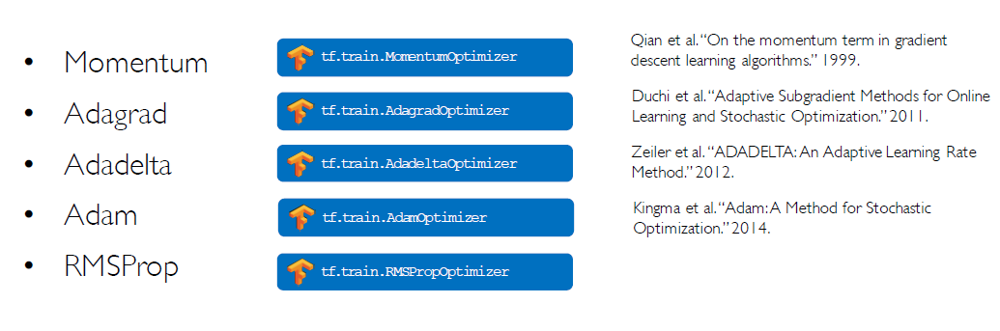 • Momentum
tf.train.MomentumOptimizer
Qian et al. “On the momentum term in gradient
descent learning algorithms.” 1999.
• Adagrad
tf.train.AdagradOptimizer
Duchi et al. “Adaptive Subgradient Methods for Online
Learning and Stochastic Optimization.” 2011.
• Adadelta
tf.train.AdadeltaOptimizer
Zeiler et al. “ADADELTA: An Adaptive Learning Rate
Method.” 2012.
• Adam
tf.train.AdamOptimizer
Kingma et al. “Adam: A Method for Stochastic
Optimization.” 2014.
• RMSProp
tf.train.RMSPropOptimizer